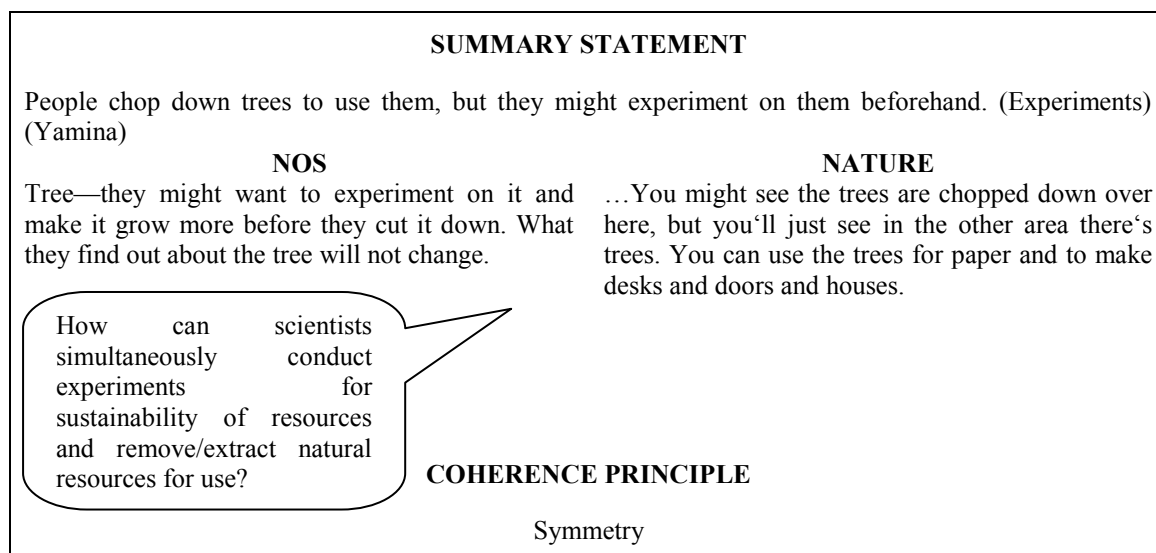 SUMMARY STATEMENT
People chop down trees to use them, but they might experiment on them beforehand. (Experiments)
(Yamina)
NOS
Tree—they might want to experiment on it and
make it grow more before they cut it down. What
they find out about the tree will not change.
NATURE
…You might see the trees are chopped down over
here, but you‘ll just see in the other area there‘s
trees. You can use the trees for paper and to make
desks and doors and houses.
How can scientists
simultaneously conduct
experiments for
sustainability of resources
and remove/extract natural
resources for use?
COHERENCE PRINCIPLE
Symmetry